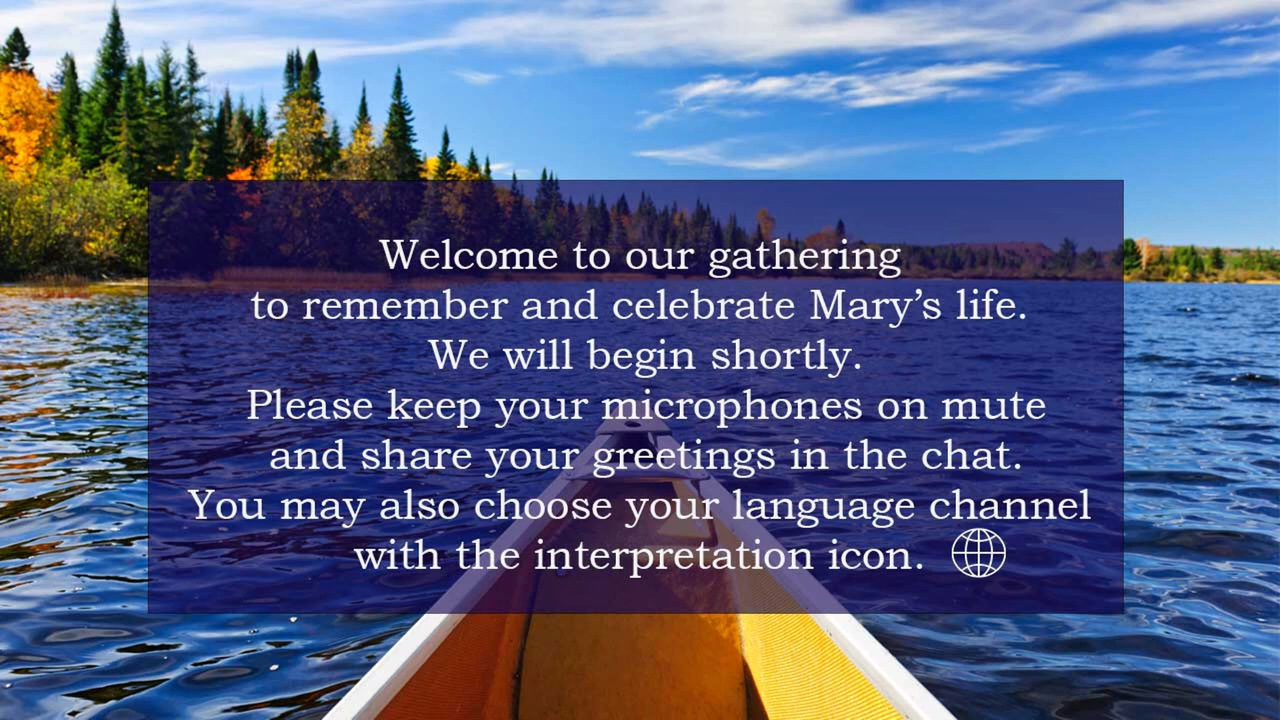 Welcome to our gathering
to remember and celebrate Mary’s life.
We will begin shortly.
Please keep your microphones on mute
and share your greetings in the chat.
You may also choose your language channel
with the interpretation icon.